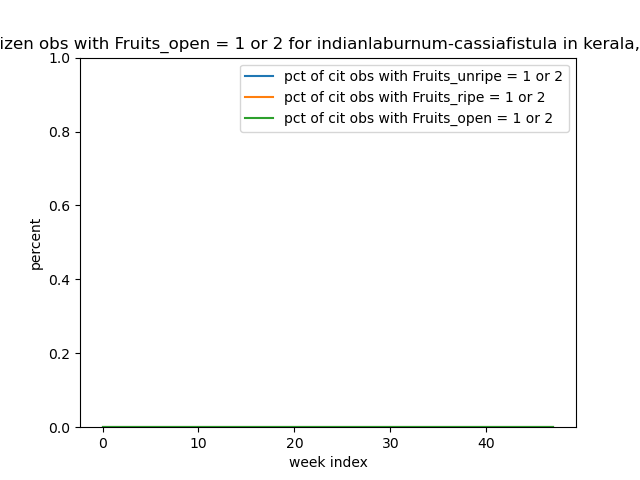 izen obs with Fruits_open = 1 or 2 for indianlaburnum-cassiafistula in kerala,
1.0
pct of cit obs with Fruits_unripe = 1 or 2
pct of cit obs with Fruits_ripe = 1 or 2
pct of cit obs with Fruits_open = 1 or 2
0.8
0.6
percent
0.4
0.2
0.0
0 10 20 30 40
week index